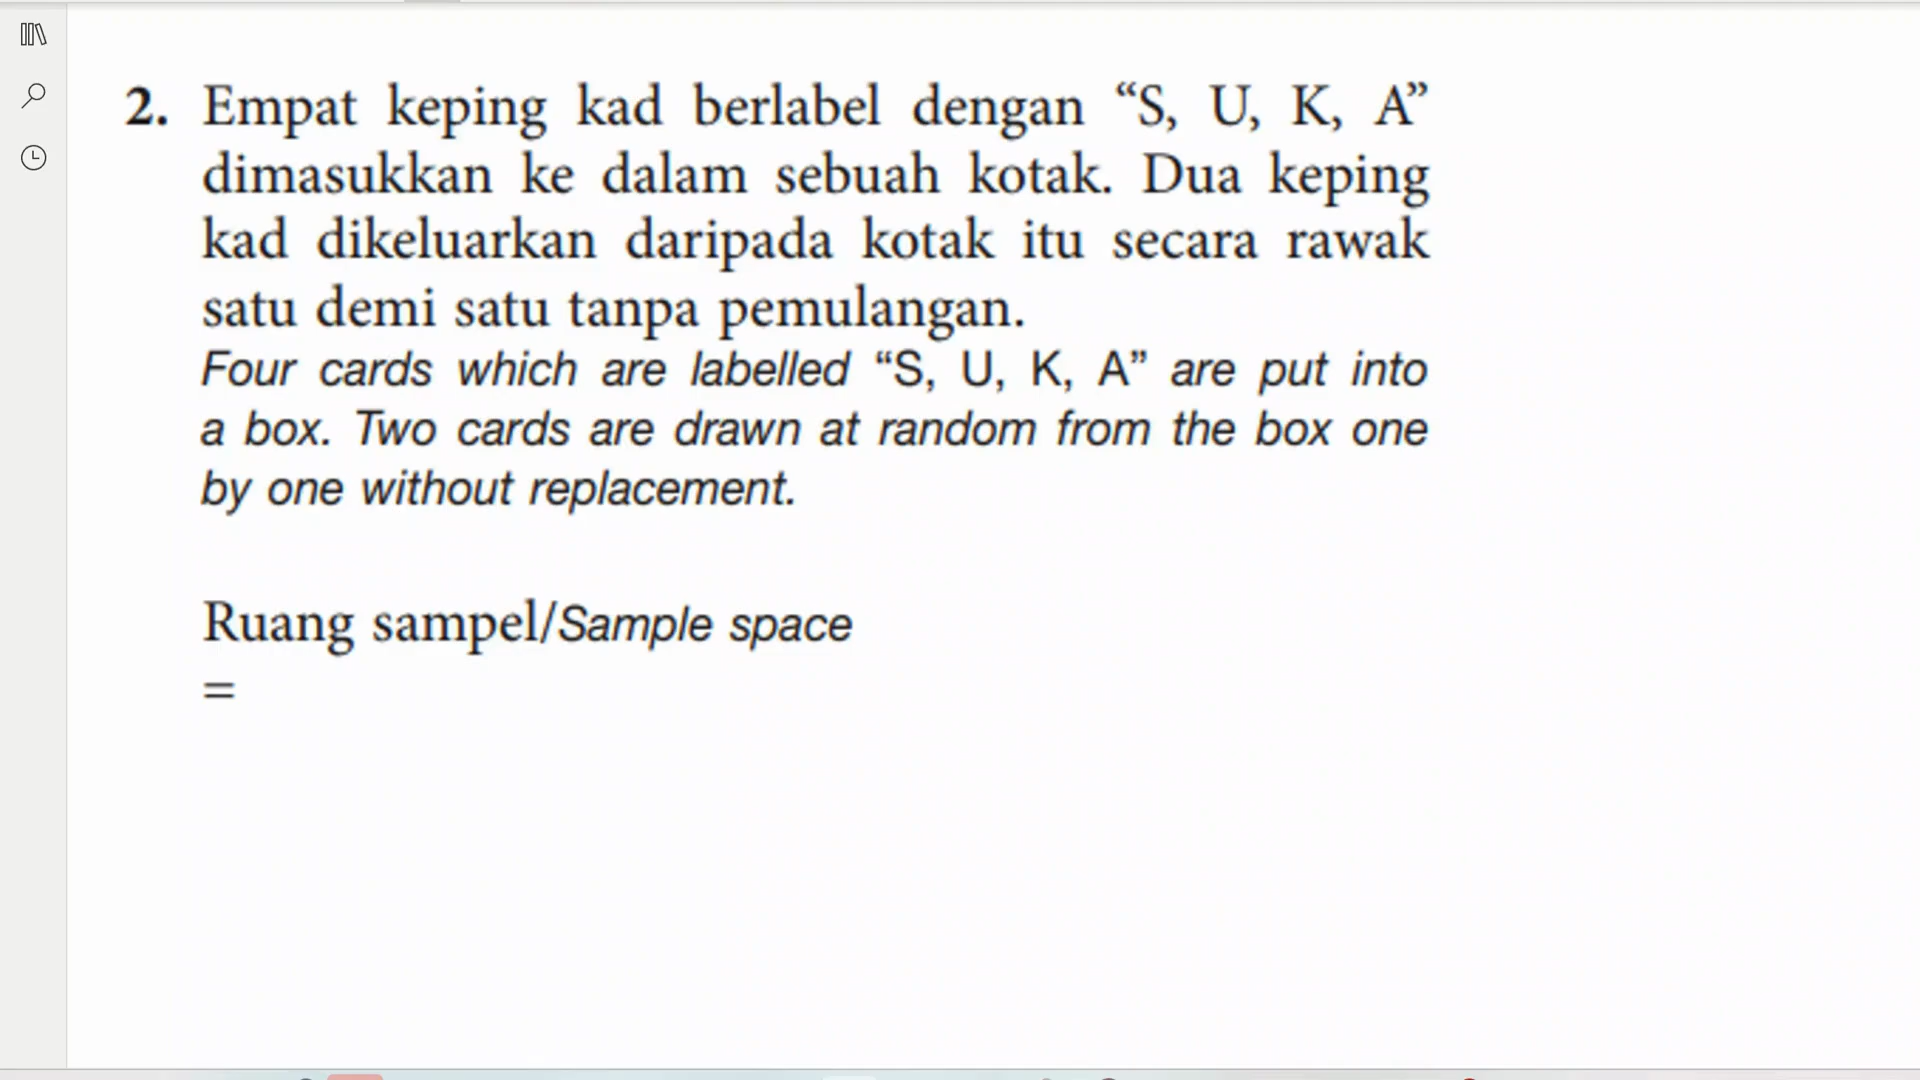 2. Empat keping kad berlabel dengan “S, U, K, A”
dimasukkan ke dalam sebuah kotak. Dua keping
kad dikeluarkan daripada kotak itu secara rawak
satu demi satu tanpa pemulangan.
Four cards which are labelled “S, U, K, A” are put into
a box. Two cards are drawn at random from the box one
by one without replacement.
Ruang sampel/Sample space
=